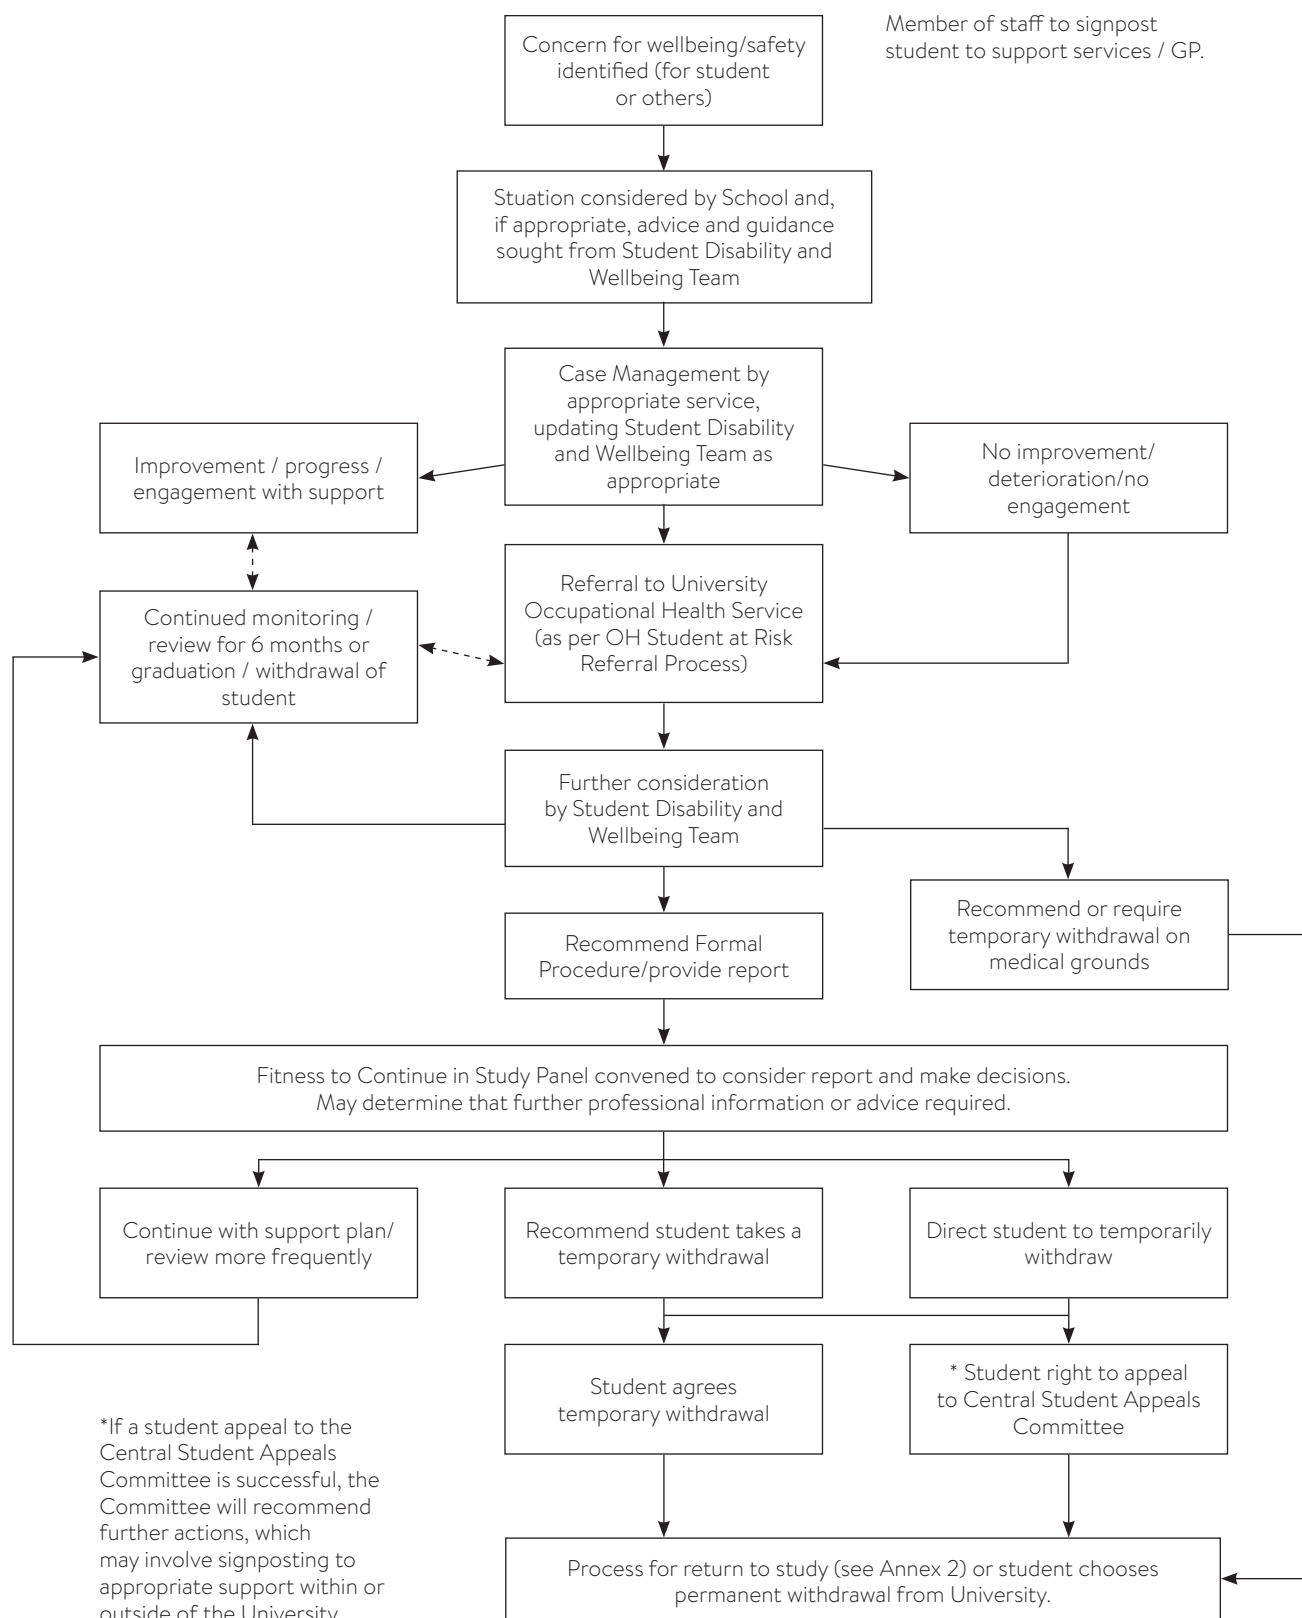 Member of staff to signpost
student to support services / GP.
Concern for wellbeing/safety
identified (for student
or others)
Stuation considered by School and,
if appropriate, advice and guidance
sought from Student Disability and
Wellbeing Team
Case Management by
appropriate service,
updating Student Disability
and Wellbeing Team as
appropriate
Improvement / progress /
engagement with support
No improvement/
deterioration/no
engagement
Continued monitoring /
review for 6 months or
graduation / withdrawal of
student
Referral to University
Occupational Health Service
(as per OH Student at Risk
Referral Process)
Further consideration
by Student Disability and
Wellbeing Team
Recommend or require
temporary withdrawal on
medical grounds
Recommend Formal
Procedure/provide report
Fitness to Continue in Study Panel convened to consider report and make decisions.
May determine that further professional information or advice required.
Continue with support plan/
review more frequently
Recommend student takes a
temporary withdrawal
Direct student to temporarily
withdraw
Student agrees
temporary withdrawal
* Student right to appeal
to Central Student Appeals
Committee
*If a student appeal to the
Central Student Appeals
Committee is successful, the
Committee will recommend
further actions, which
may involve signposting to
appropriate support within or
outside of the University
Process for return to study (see Annex 2) or student chooses
permanent withdrawal from University.